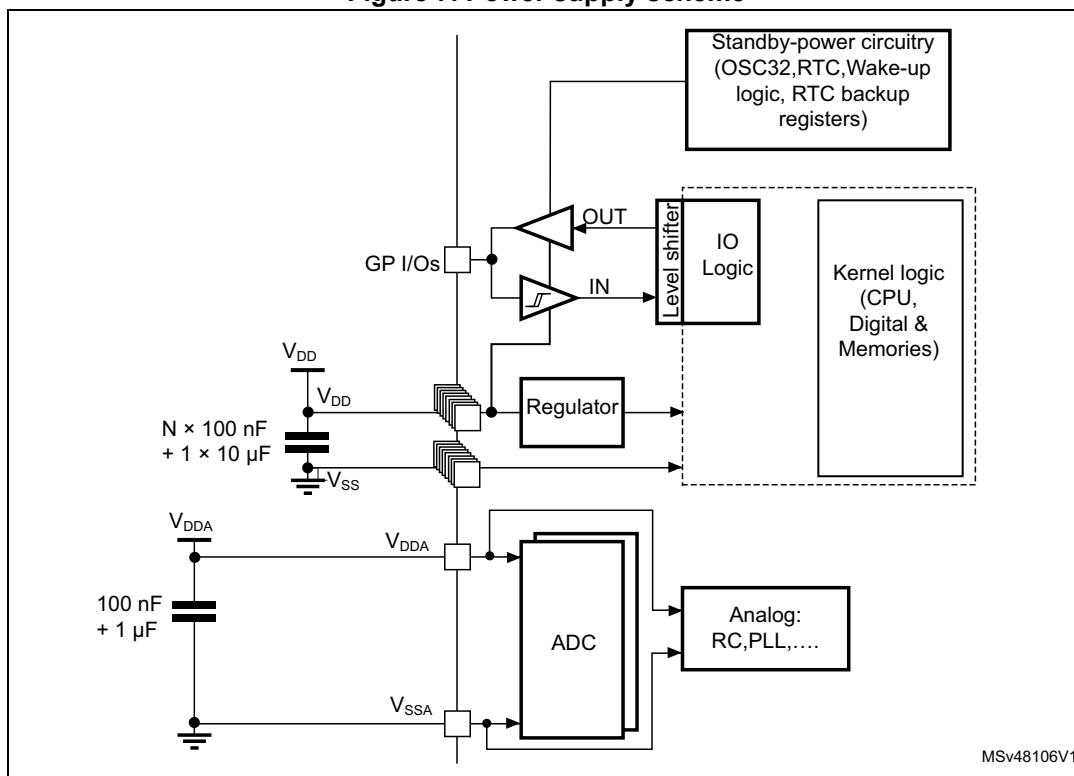 Power supply scheme
Standby-power circuitry
(OSC32,RTC,Wake-up
logic, RTC backup
registers)
OUT
GP I/Os
IN
Level shifter
IO
Logic
Kernel logic
(CPU,
Digital &
Memories)
VDD
VDD
N × 100 nF
+ 1 × 10 µF
VSS
Regulator
VDDA
VDDA
100 nF
+ 1 µF
ADC
Analog:
RC,PLL,....
VSSA
MSv48106V1